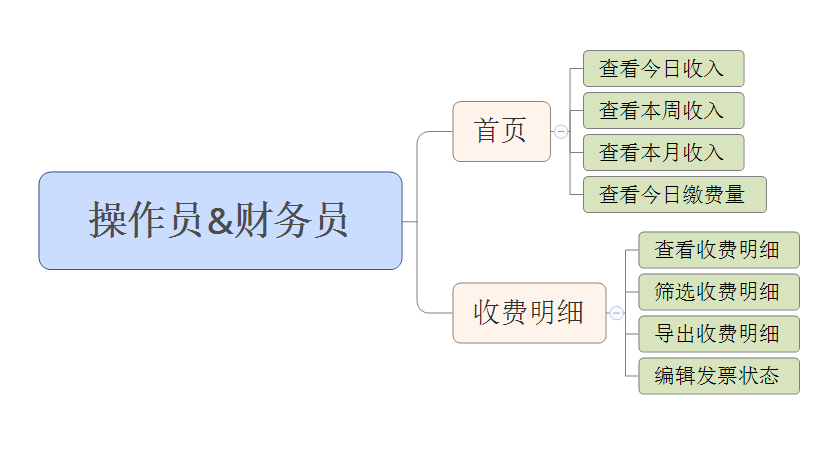 操作员&财务员
首页
查看今日收入
查看本周收入
查看本月收入
查看今日缴费量
收费明细
查看收费明细
筛选收费明细
导出收费明细
编辑发票状态